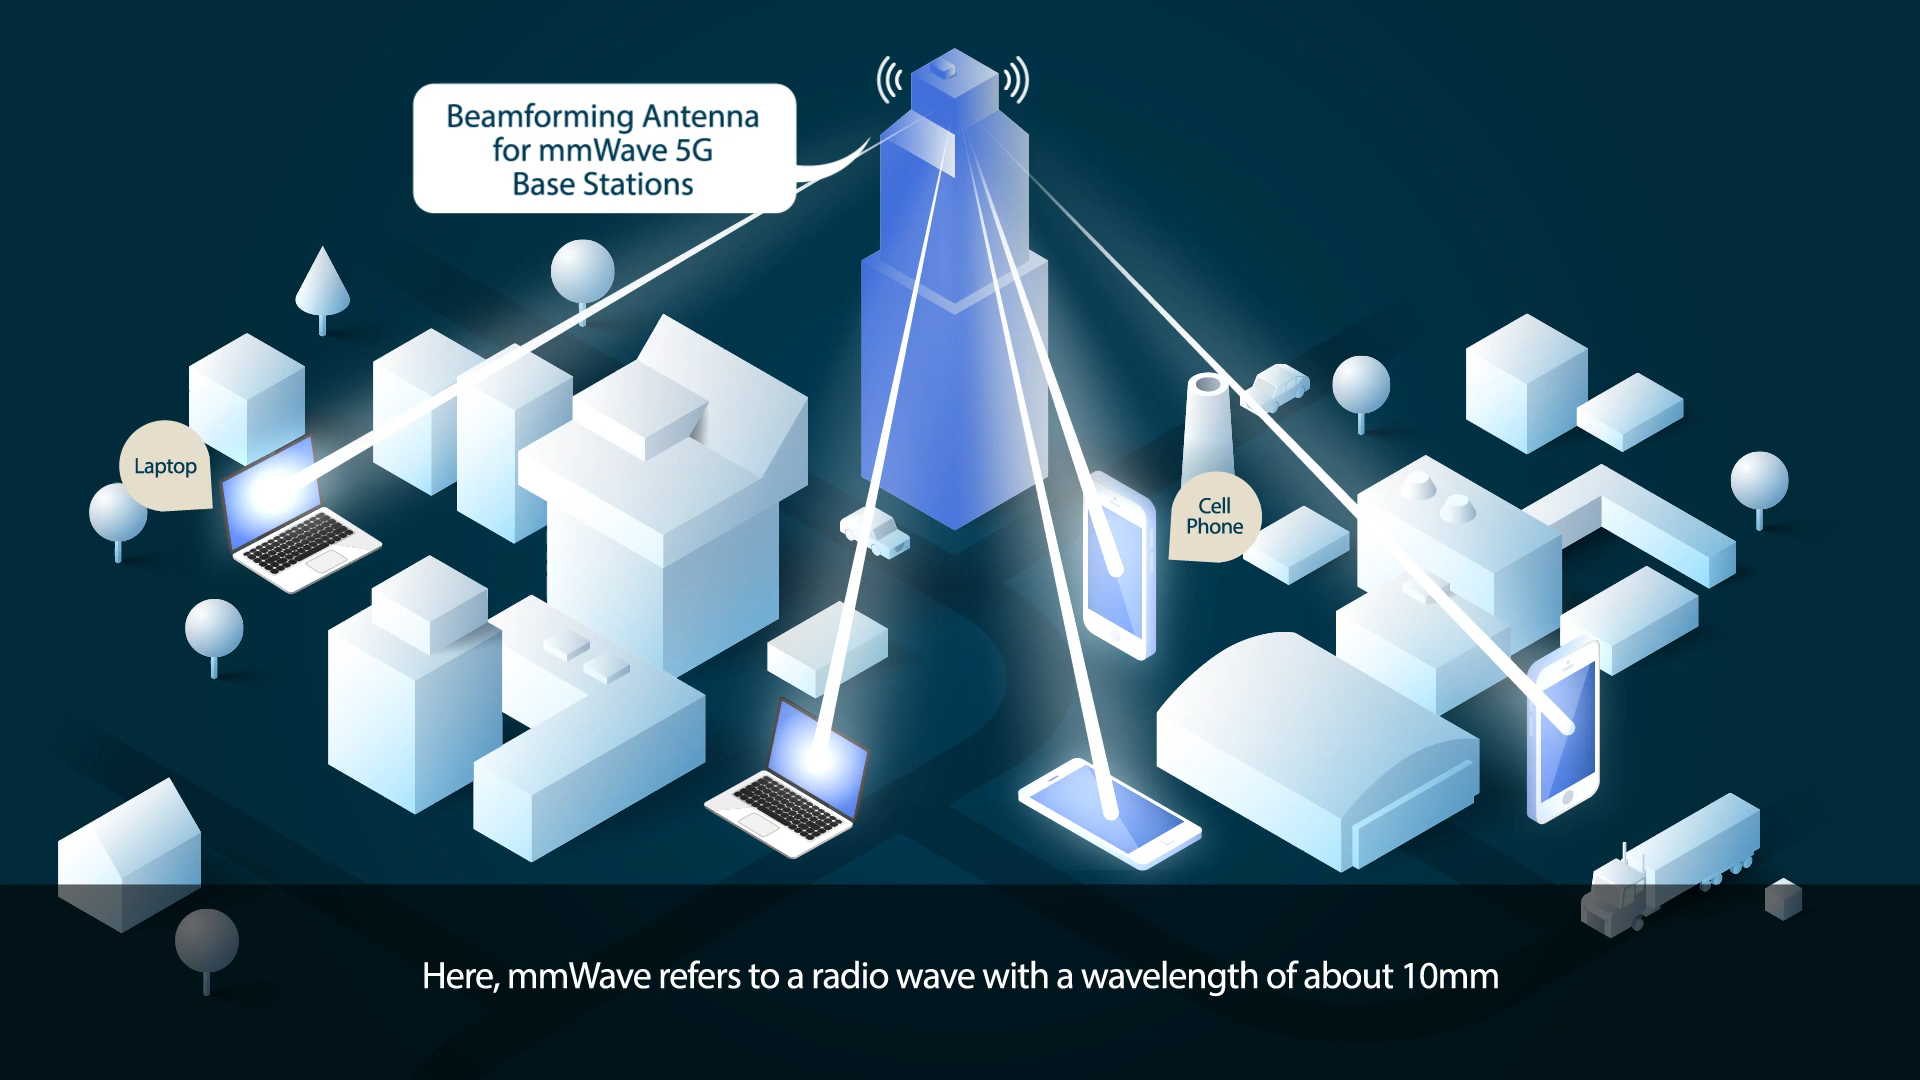 Beamforming Antenna
for mmWave 5G
Base Stations
Laptop
Cell
Phone
Here, mmWave refers to a radio wave with a wavelength of about 10mm